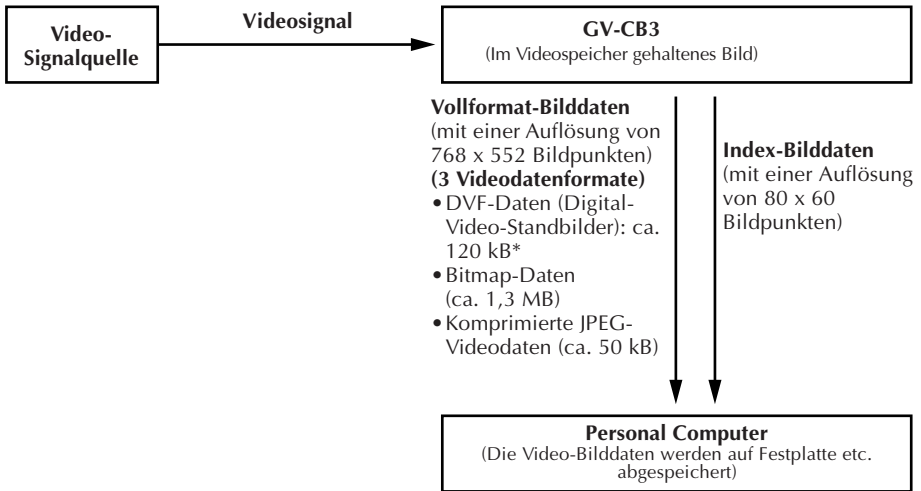 Video-
Signalquelle
Videosignal
GV-CB3
(Im Videospeicher gehaltenes Bild)
Vollformat-Bilddaten
(mit einer Auflösung von
768 x 552 Bildpunkten)
(3 Videodatenformate)
•DVF-Daten (Digital-
Video-Standbilder): ca.
120 kB*
•Bitmap-Daten
(ca. 1,3 MB)
•Komprimierte JPEG-
Videodaten (ca. 50 kB)
Index-Bilddaten
(mit einer Auflösung
von 80 x 60
Bildpunkten)
Personal Computer
(Die Video-Bilddaten werden auf Festplatte etc.
abgespeichert)